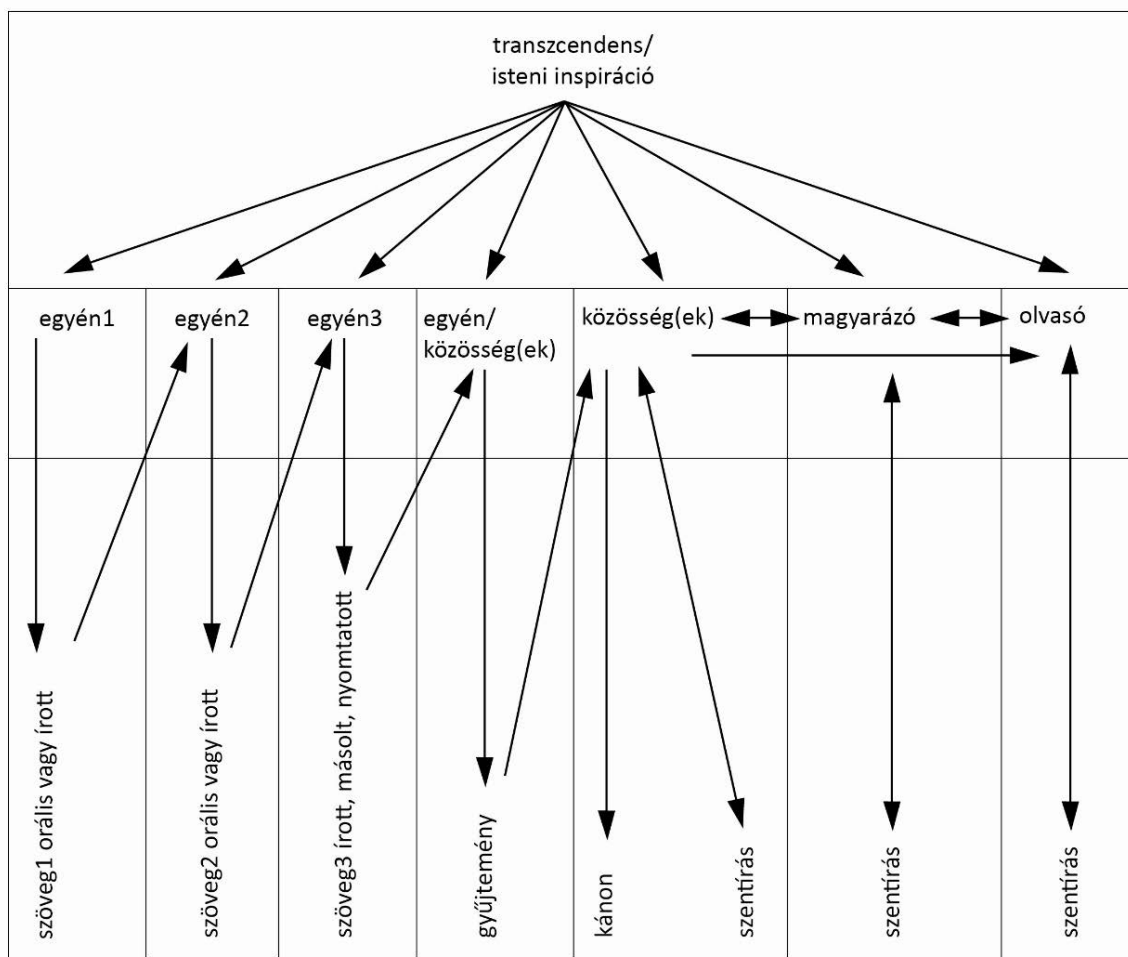 transzcendens/
isteni inspiráció
egyén1
egyén2
egyén3
egyén/
közösség(ek)
közösség(ek)
magyarázó
olvasó
szöveg1 orális vagy írott
szöveg2 orális vagy írott
szöveg3 írott, másolt, nyomtatott
gyűjtemény
kánon
szentírás
szentírás
szentírás